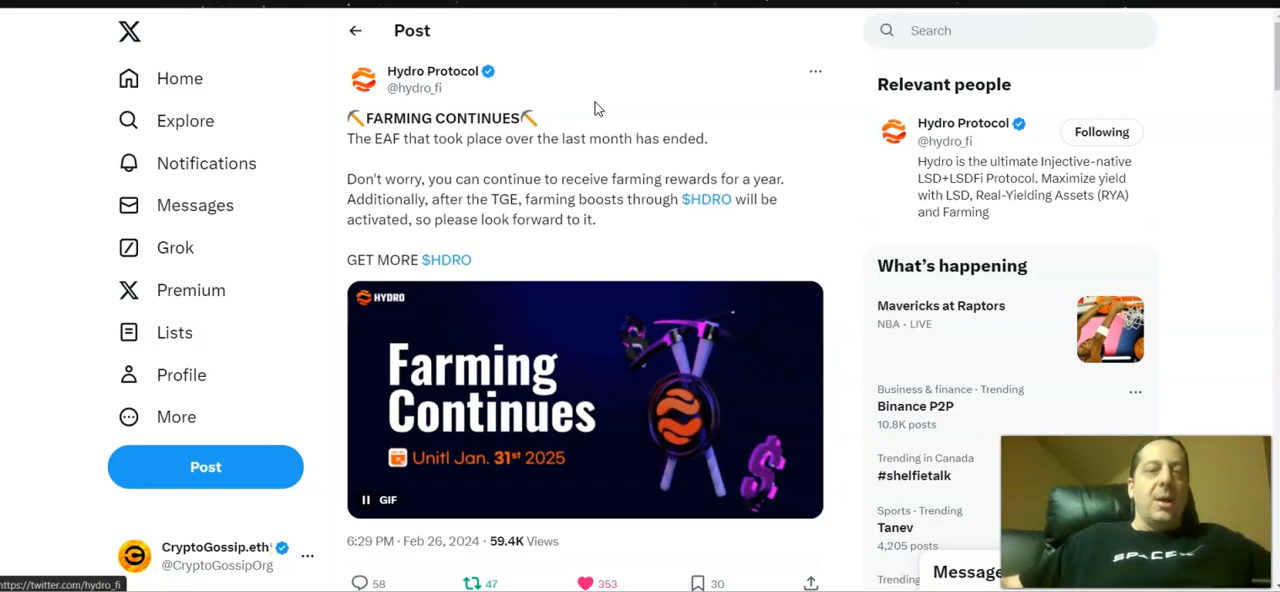 X
Home
Explore
Notifications
Messages
Grok
Premium
Lists
Profile
More
Post
CryptoGossip.eth
@CryptoGossipOrg
https://twitter.com/hydro_fi
Post
Hydro Protocol
@hydro_fi
⛏️FARMING CONTINUES⛏️
The EAF that took place over the last month has ended.
Don't worry, you can continue to receive farming rewards for a year.
Additionally, after the TGE, farming boosts through $HDRO will be
activated, so please look forward to it.
GET MORE $HDRO
HYDRO
Farming
Continues
Unitl Jan. 31st 2025
GIF
6:29 PM · Feb 26, 2024 · 59.4K Views
58 47 353 30
Search
Relevant people
Hydro Protocol
@hydro_fi
Following
Hydro is the ultimate Injective-native
LSD+LSDFi Protocol. Maximize yield
with LSD, Real-Yielding Assets (RYA)
and Farming
What's happening
Mavericks at Raptors
NBA · LIVE
Business & finance · Trending
Binance P2P
10.8K posts
Trending in Canada
#shelfietalk
Sports · Trending
Tanev
4,205 posts
Trending
Message
SPACEX